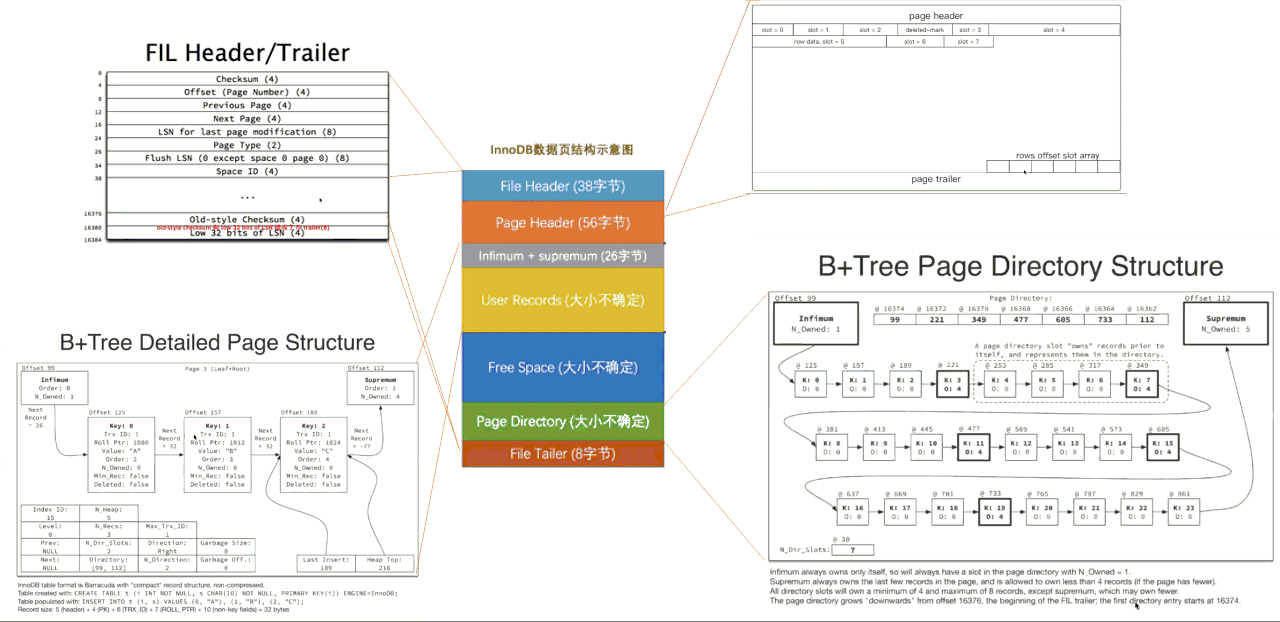 FIL Header/Trailer
0
Checksum (4)
4
Offset (Page Number) (4)
8
Previous Page (4)
12
Next Page (4)
16
LSN for last page modification (8)
24
Page Type (2)
26
Flush LSN (0 except space 0 page 0) (8)
34
Space ID (4)
38
...
16376
Old-style Checksum (4)
16380
Low 32 bits of LSN (4)
16384
InnoDB数据页结构示意图
File Header (38字节)
Page Header (56字节)
Infimum + supremum (26字节)
User Records (大小不确定)
Free Space (大小不确定)
Page Directory (大小不确定)
File Tailer (8字节)
page header
slot = 0 slot = 1 slot = 2 deleted-mark slot = 3 slot = 4
row data, slot = 5 slot = 6 slot = 7
rows offset slot array
page trailer
B+Tree Detailed Page Structure
Offset 99 Page 3 (Leaf+Root) Offset 112
Infimum
Order: 0
N_Owned: 1
Supremum
Order: 1
N_Owned: 4
Next
Record
= 26
Offset 125
Key: 0
Trx ID: 1
Roll Ptr: 1000
Value: "A"
Order: 2
N_Owned: 0
Min_Rec: false
Deleted: false
Next
Record
= 32
Offset 157
Key: 1
Trx ID: 1
Roll Ptr: 1012
Value: "B"
Order: 3
N_Owned: 0
Min_Rec: false
Deleted: false
Next
Record
= 32
Offset 189
Key: 2
Trx ID: 1
Roll Ptr: 1024
Value: "C"
Order: 4
N_Owned: 0
Min_Rec: false
Deleted: false
Next
Record
= -77
Index ID:
15
N_Heap:
5
Level:
0
N_Recs:
3
Max_Trx_ID:
1
Prev:
NULL
N_Dir_Slots:
2
Direction:
Right
Garbage Size:
0
Next:
NULL
Directory:
[99, 112]
N_Direction:
2
Garbage Off.:
0
Last Insert:
189
Heap Top:
216
InnoDB table format is Barracuda with "compact" record structure, non-compressed.
Table created with: CREATE TABLE t (i INT NOT NULL, s CHAR(10) NOT NULL, PRIMARY KEY(i)) ENGINE=InnoDB;
Table populated with: INSERT INTO t (i, s) VALUES (0, "A"), (1, "B"), (2, "C");
Record size: 5 (header) + 4 (PK) + 6 (TRX_ID) + 7 (ROLL_PTR) + 10 (non-key fields) = 32 bytes
B+Tree Page Directory Structure
Offset 99 Page Directory: Offset 112
Infimum
N_Owned: 1
@ 16374 @ 16372 @ 16370 @ 16368 @ 16366 @ 16364 @ 16362
99 221 349 477 605 733 112
Supremum
N_Owned: 5
A page directory slot "owns" records prior to
itself, and represents them in the directory.
@ 125 @ 157 @ 189 @ 221 @ 253 @ 285 @ 317 @ 349
K: 0 K: 1 K: 2 K: 3 K: 4 K: 5 K: 6 K: 7
O: 0 O: 0 O: 0 O: 4 O: 0 O: 0 O: 0 O: 4
@ 381 @ 413 @ 445 @ 477 @ 509 @ 541 @ 573 @ 605
K: 8 K: 9 K: 10 K: 11 K: 12 K: 13 K: 14 K: 15
O: 0 O: 0 O: 0 O: 4 O: 0 O: 0 O: 0 O: 4
@ 637 @ 669 @ 701 @ 733 @ 765 @ 797 @ 829 @ 861
K: 16 K: 17 K: 18 K: 19 K: 20 K: 21 K: 22 K: 23
O: 0 O: 0 O: 0 O: 4 O: 0 O: 0 O: 0 O: 0
@ 38
N_Dir_Slots: 7
Infimum always owns only itself, so will always have a slot in the page directory with N_Owned = 1.
Supremum always owns the last few records in the page, and is allowed to own less than 4 records (if the page has fewer).
All directory slots will own a minimum of 4 and maximum of 8 records, except supremum, which may own fewer.
The page directory grows "downwards" from offset 16376, the beginning of the FIL trailer; the first directory entry starts at 16374.